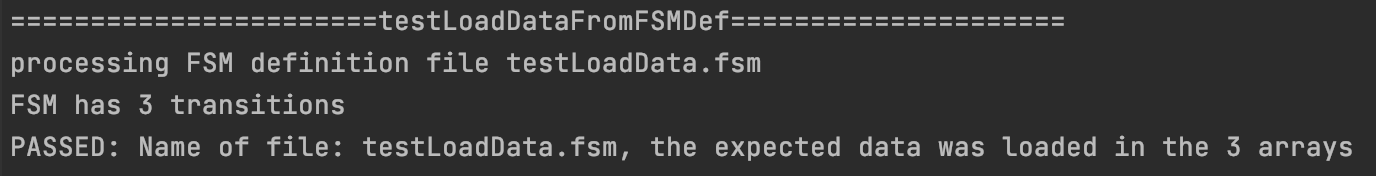 =======================testLoadDataFromFSMDef=====================
processing FSM definition file testLoadData.fsm
FSM has 3 transitions
PASSED: Name of file: testLoadData.fsm, the expected data was loaded in the 3 arrays